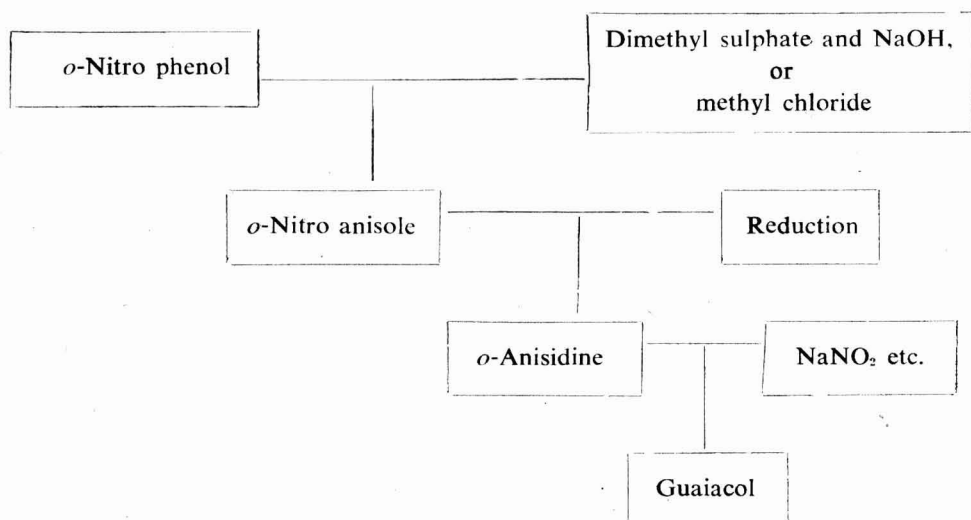 o-Nitro phenol
Dimethyl sulphate and NaOH,
or
methyl chloride
o-Nitro anisole
Reduction
o-Anisidine
NaNO₂ etc.
Guaiacol